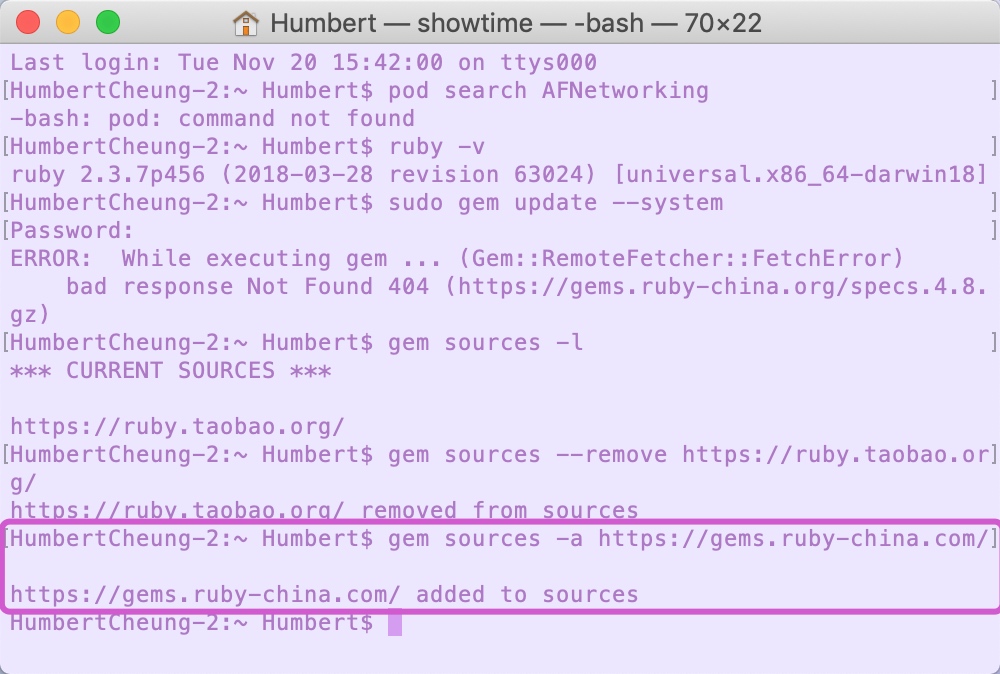 Humbert — showtime — -bash — 70×22
Last login: Tue Nov 20 15:42:00 on ttys000
[HumbertCheung-2:~ Humbert$ pod search AFNetworking ]
-bash: pod: command not found
[HumbertCheung-2:~ Humbert$ ruby -v ]
ruby 2.3.7p456 (2018-03-28 revision 63024) [universal.x86_64-darwin18]
[HumbertCheung-2:~ Humbert$ sudo gem update --system ]
[Password: ]
ERROR:  While executing gem ... (Gem::RemoteFetcher::FetchError)
    bad response Not Found 404 (https://gems.ruby-china.org/specs.4.8.
gz)
[HumbertCheung-2:~ Humbert$ gem sources -l ]
*** CURRENT SOURCES ***
https://ruby.taobao.org/
[HumbertCheung-2:~ Humbert$ gem sources --remove https://ruby.taobao.or]
g/
https://ruby.taobao.org/ removed from sources
[HumbertCheung-2:~ Humbert$ gem sources -a https://gems.ruby-china.com/]
https://gems.ruby-china.com/ added to sources
HumbertCheung-2:~ Humbert$